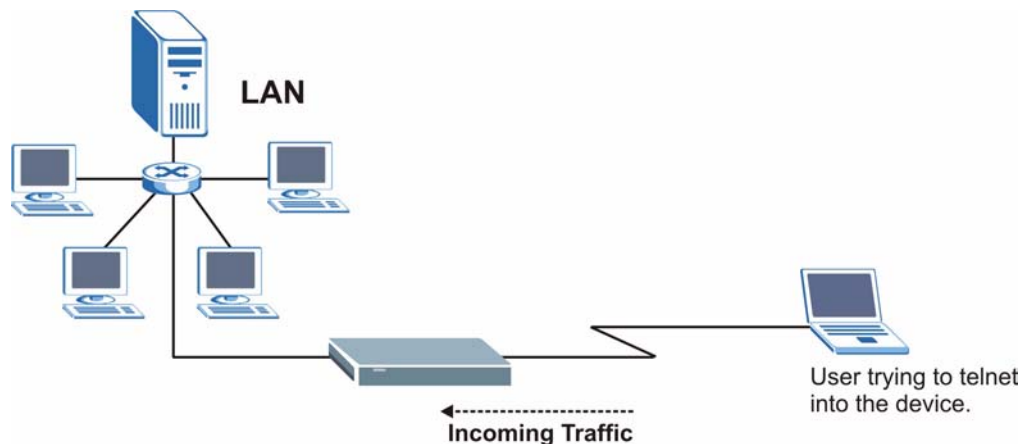 LAN
User trying to telnet
into the device.
Incoming Traffic